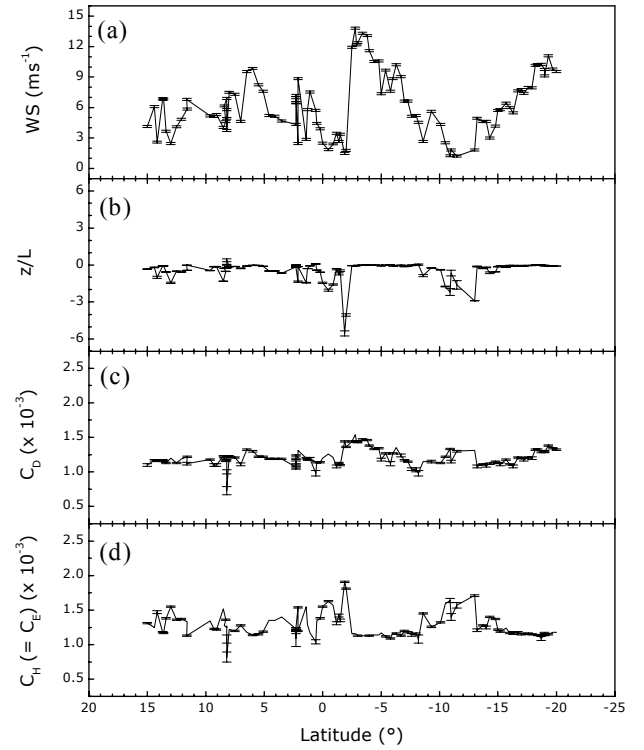 (a)
WS (ms⁻¹)
15
12
9
6
3
0
(b)
z/L
6
3
0
-3
-6
(c)
C_D (x 10⁻³)
2.5
2.0
1.5
1.0
0.5
(d)
C_H (= C_E) (x 10⁻³)
2.5
2.0
1.5
1.0
0.5
20 15 10 5 0 -5 -10 -15 -20 -25
Latitude (°)